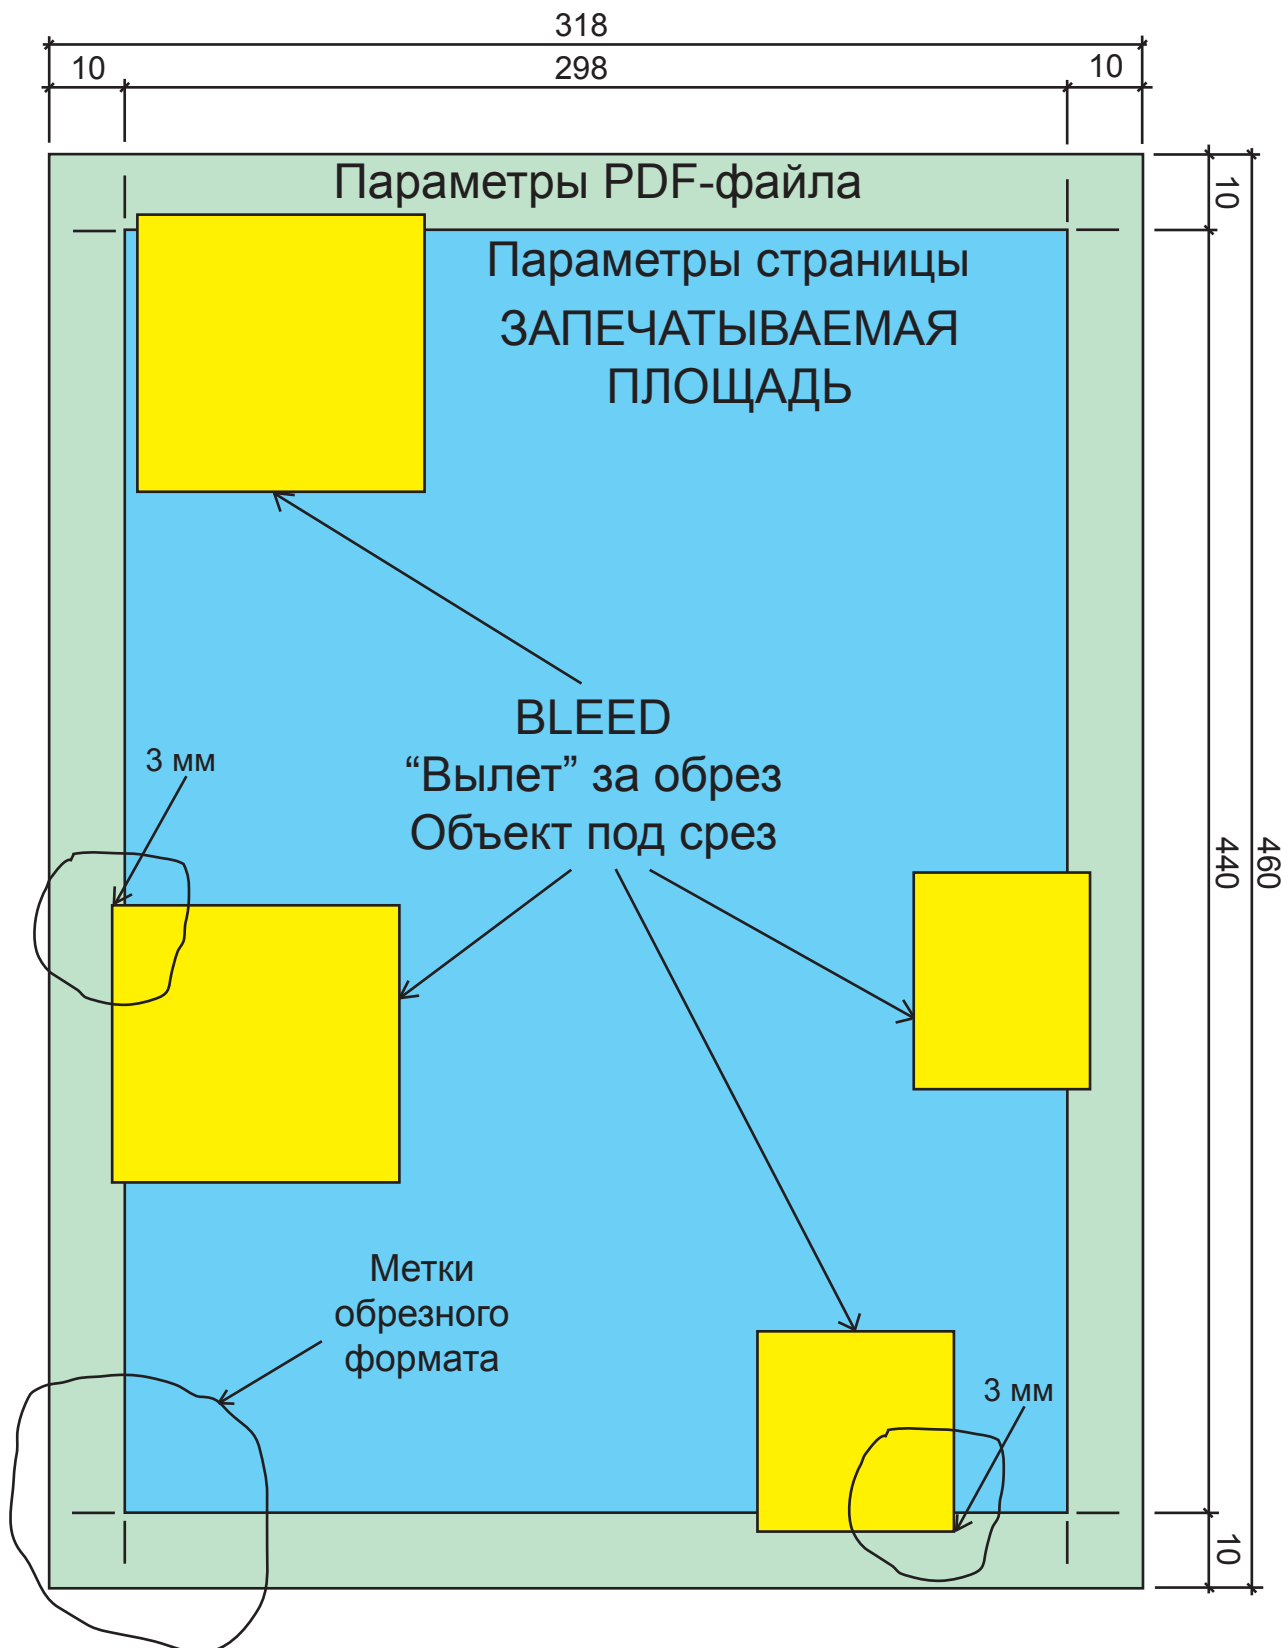 318
10
298
10
Параметры PDF-файла
10
Параметры страницы
ЗАПЕЧАТЫВАЕМАЯ
ПЛОЩАДЬ
BLEED
“Вылет” за обрез
Объект под срез
3 мм
440
460
Метки
обрезного
формата
3 мм
10